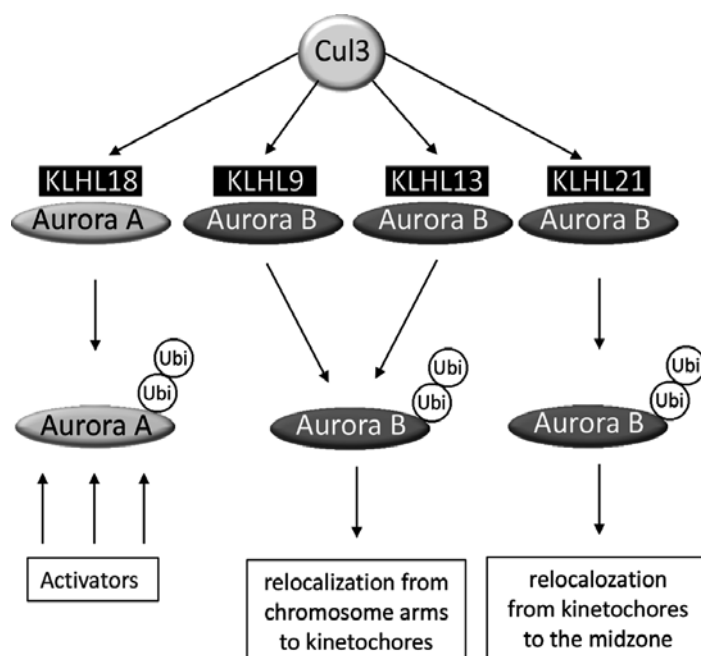 Cul3
KLHL18 KLHL9 KLHL13 KLHL21
Aurora A Aurora B Aurora B Aurora B
Ubi Ubi Ubi
Ubi Ubi Ubi
Aurora A Aurora B Aurora B
Activators
relocalization from
chromosome arms
to kinetochores
relocalozation
from kinetochores
to the midzone